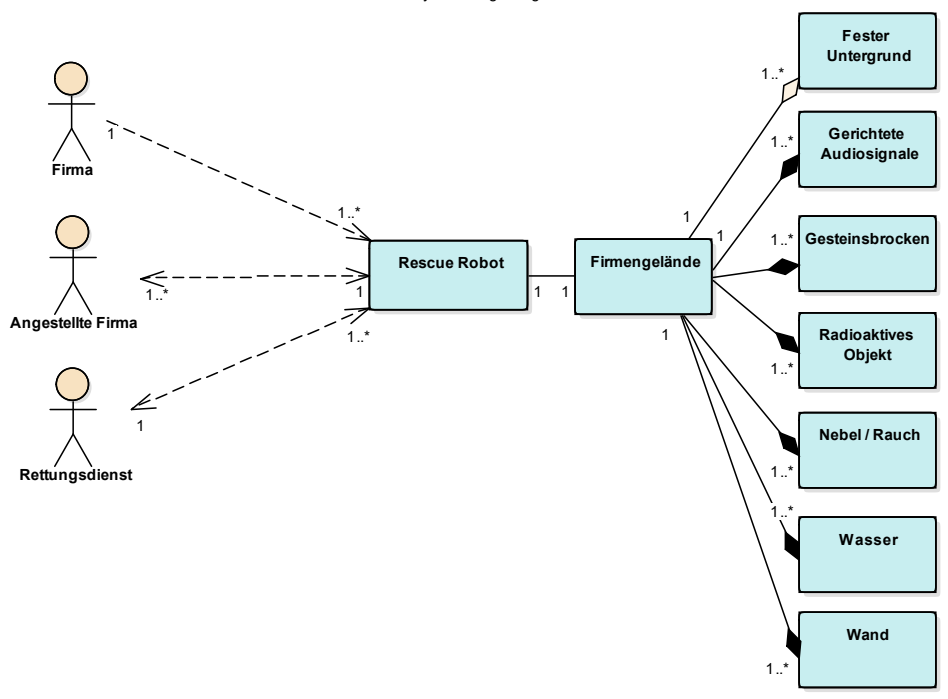 Fester
Untergrund
1..*
Firma
1
1..*
Gerichtete
Audiosignale
1..*
Angestellte Firma
1..*
1
Rescue Robot
1
1
Firmengelände
1
1
1
Gesteinsbrocken
1..*
Radioaktives
Objekt
1..*
Rettungsdienst
1
1..*
Nebel / Rauch
1..*
Wasser
1..*
Wand
1..*